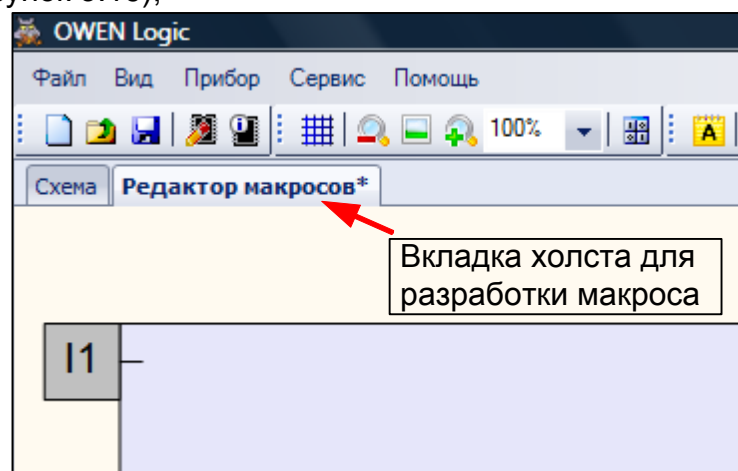 OWEN Logic
Файл Вид Прибор Сервис Помощь
100%
A
Схема Редактор макросов*
Вкладка холста для
разработки макроса
I1